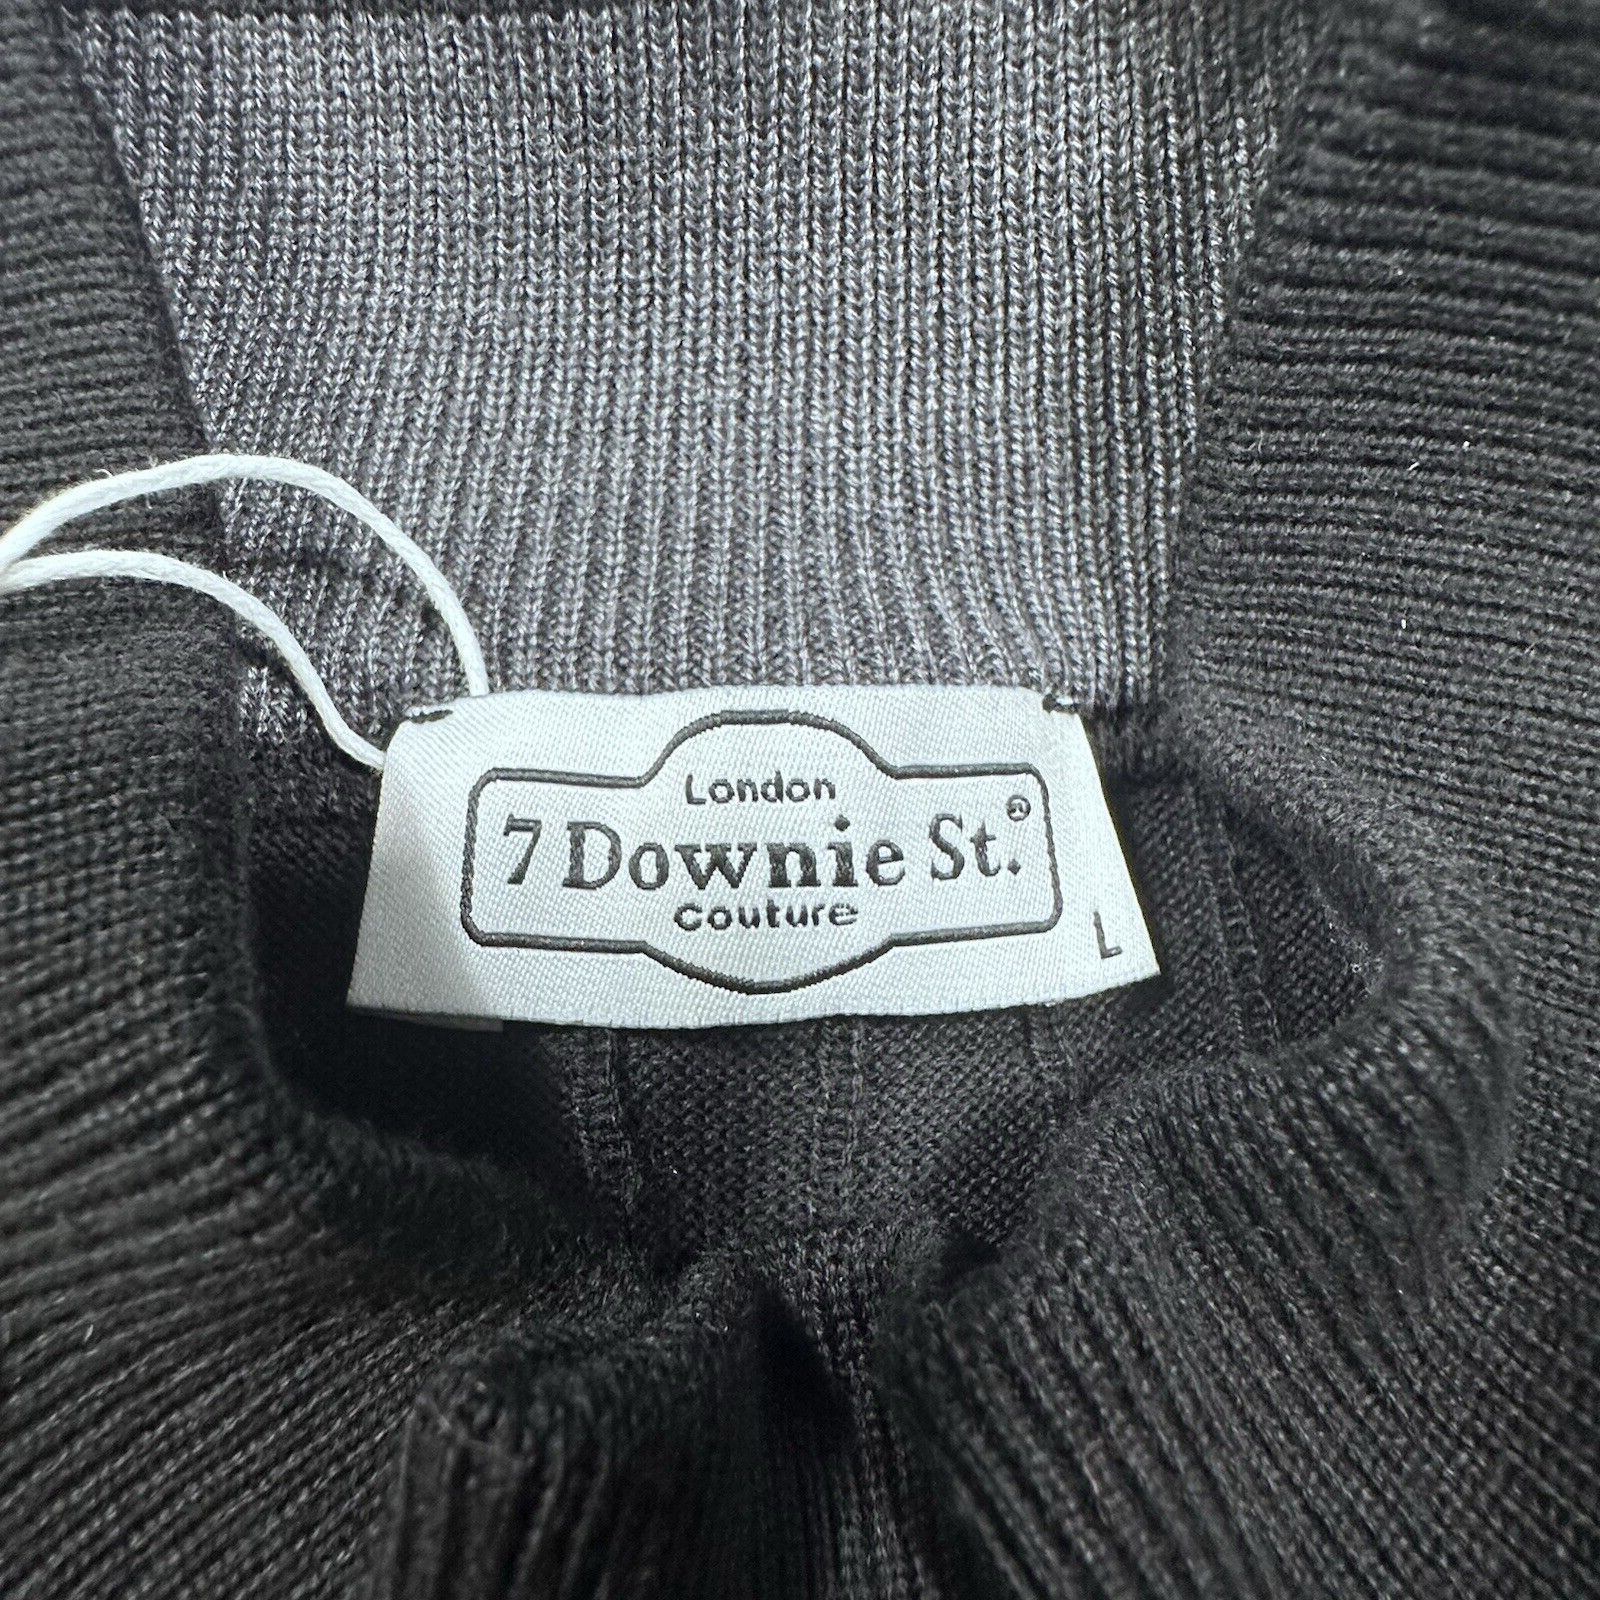 London
7 Downie St.®
couture
L